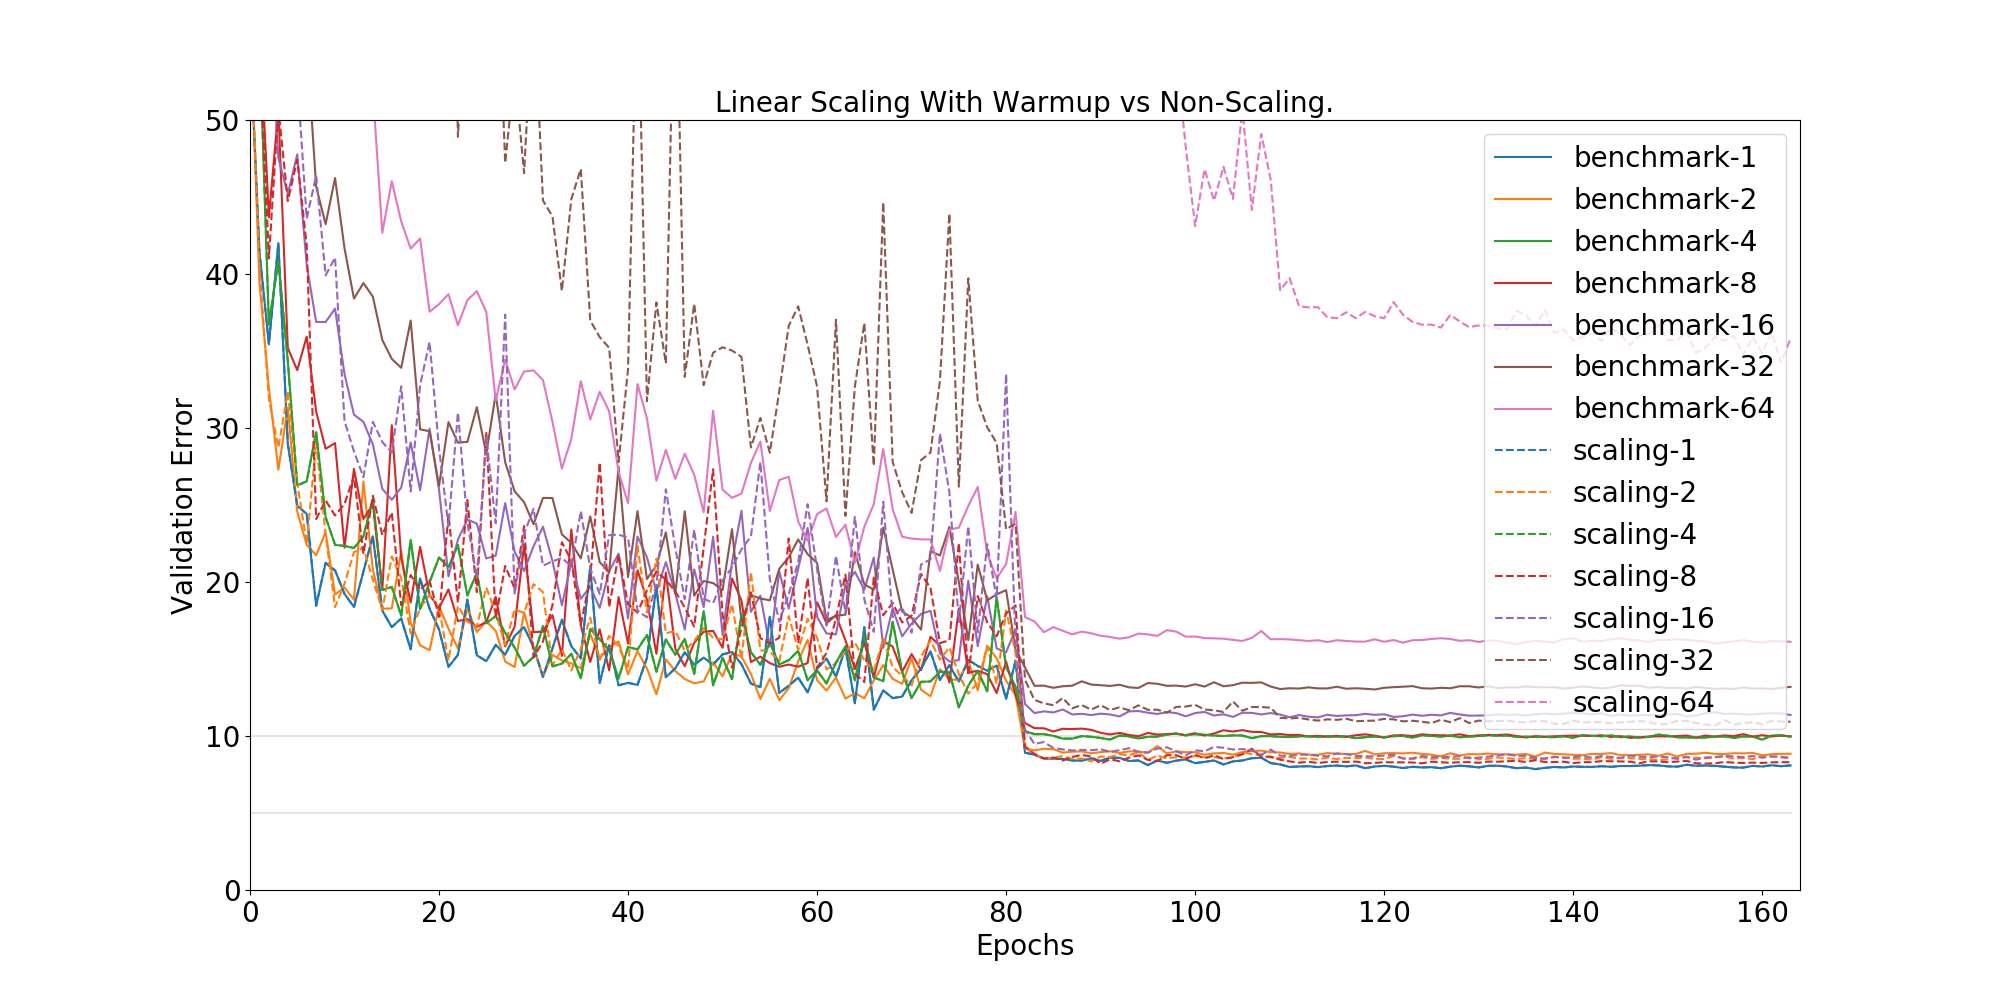 Linear Scaling With Warmup vs Non-Scaling.
50
40
30
20
10
0
Validation Error
0 20 40 60 80 100 120 140 160
Epochs
benchmark-1
benchmark-2
benchmark-4
benchmark-8
benchmark-16
benchmark-32
benchmark-64
scaling-1
scaling-2
scaling-4
scaling-8
scaling-16
scaling-32
scaling-64